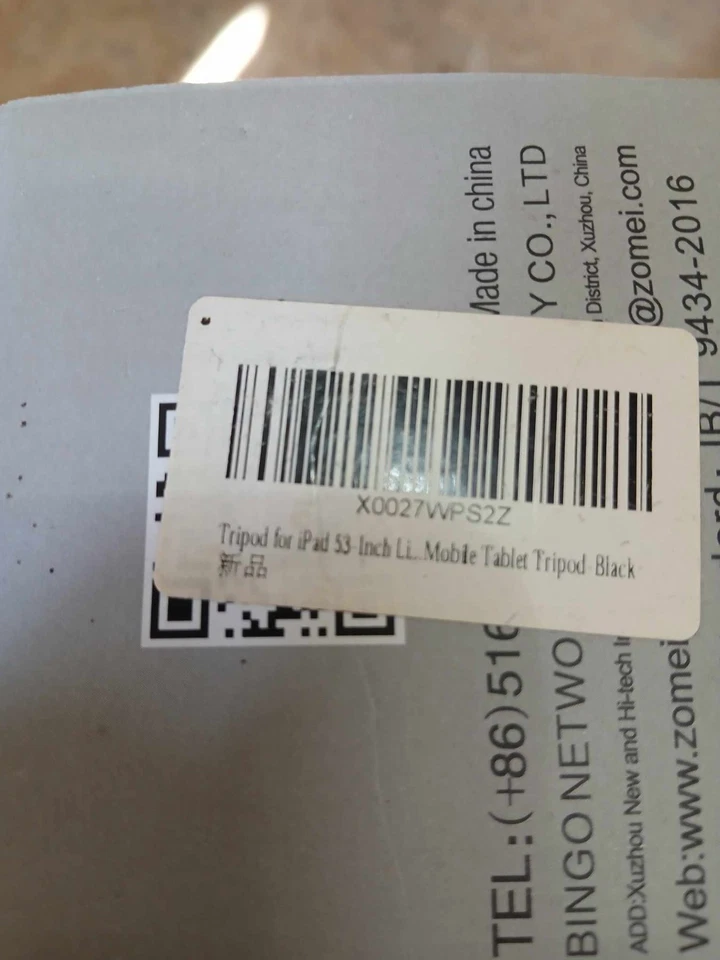 X0027WPS2Z
Tripod for iPad 53-Inch Li...Mobile Tablet Tripod-Black
新品
Made in china
TEL:(+86)516
BINGO NETWO Y CO.,LTD
ADD:Xuzhou New and Hi-tech District, Xuzhou, China
Web:www.zomei @zomei.com
9434-2016